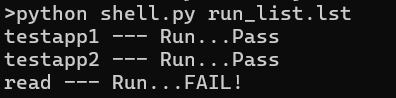 >python shell.py run_list.lst
testapp1 --- Run...Pass
testapp2 --- Run...Pass
read --- Run...FAIL!